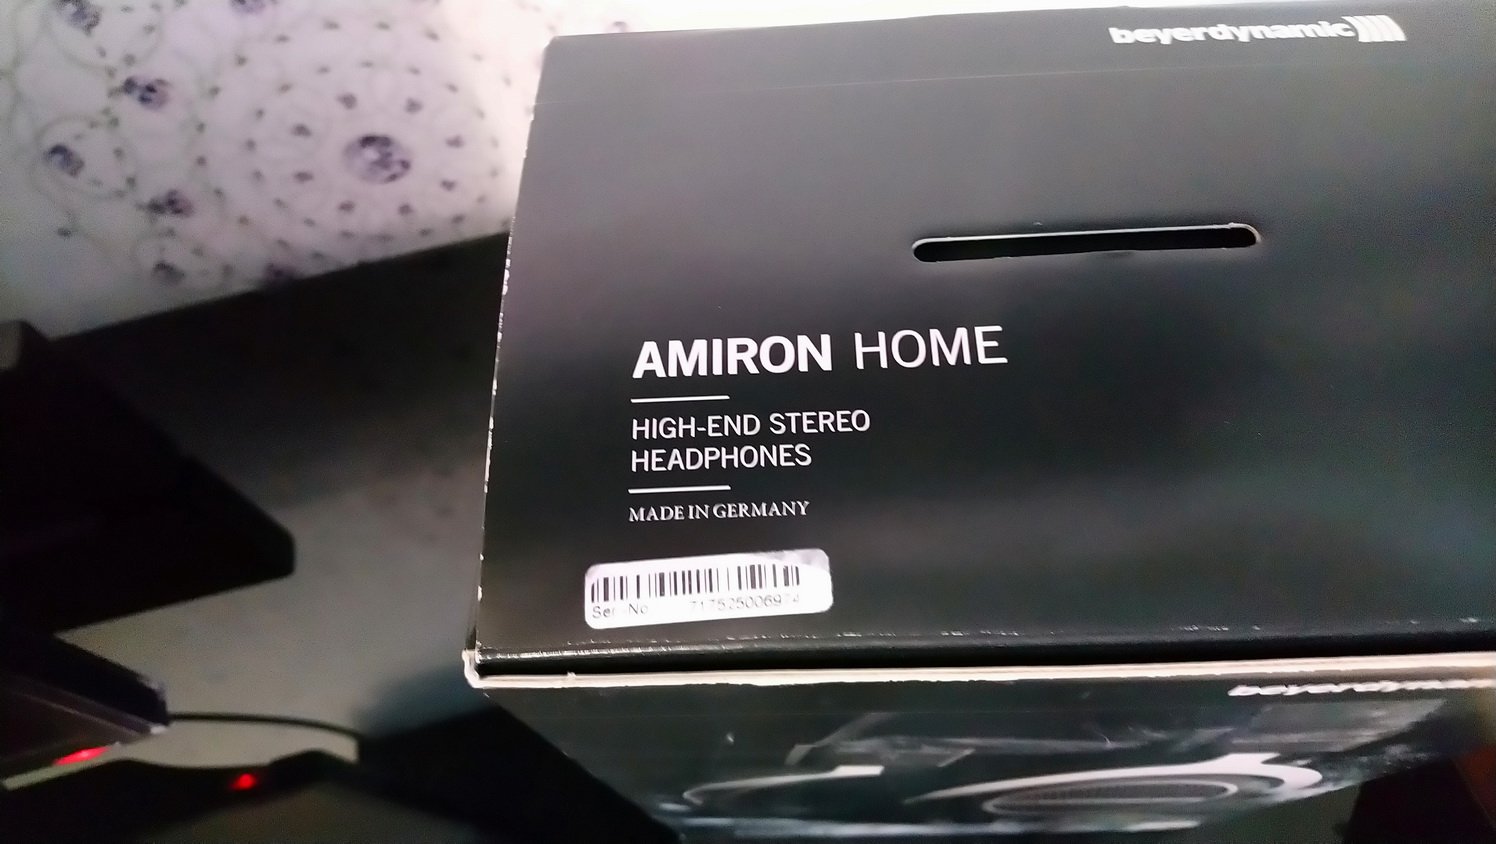 beyerdynamic
AMIRON HOME
HIGH-END STEREO
HEADPHONES
MADE IN GERMANY
Ser.-No.
beyerdynamic